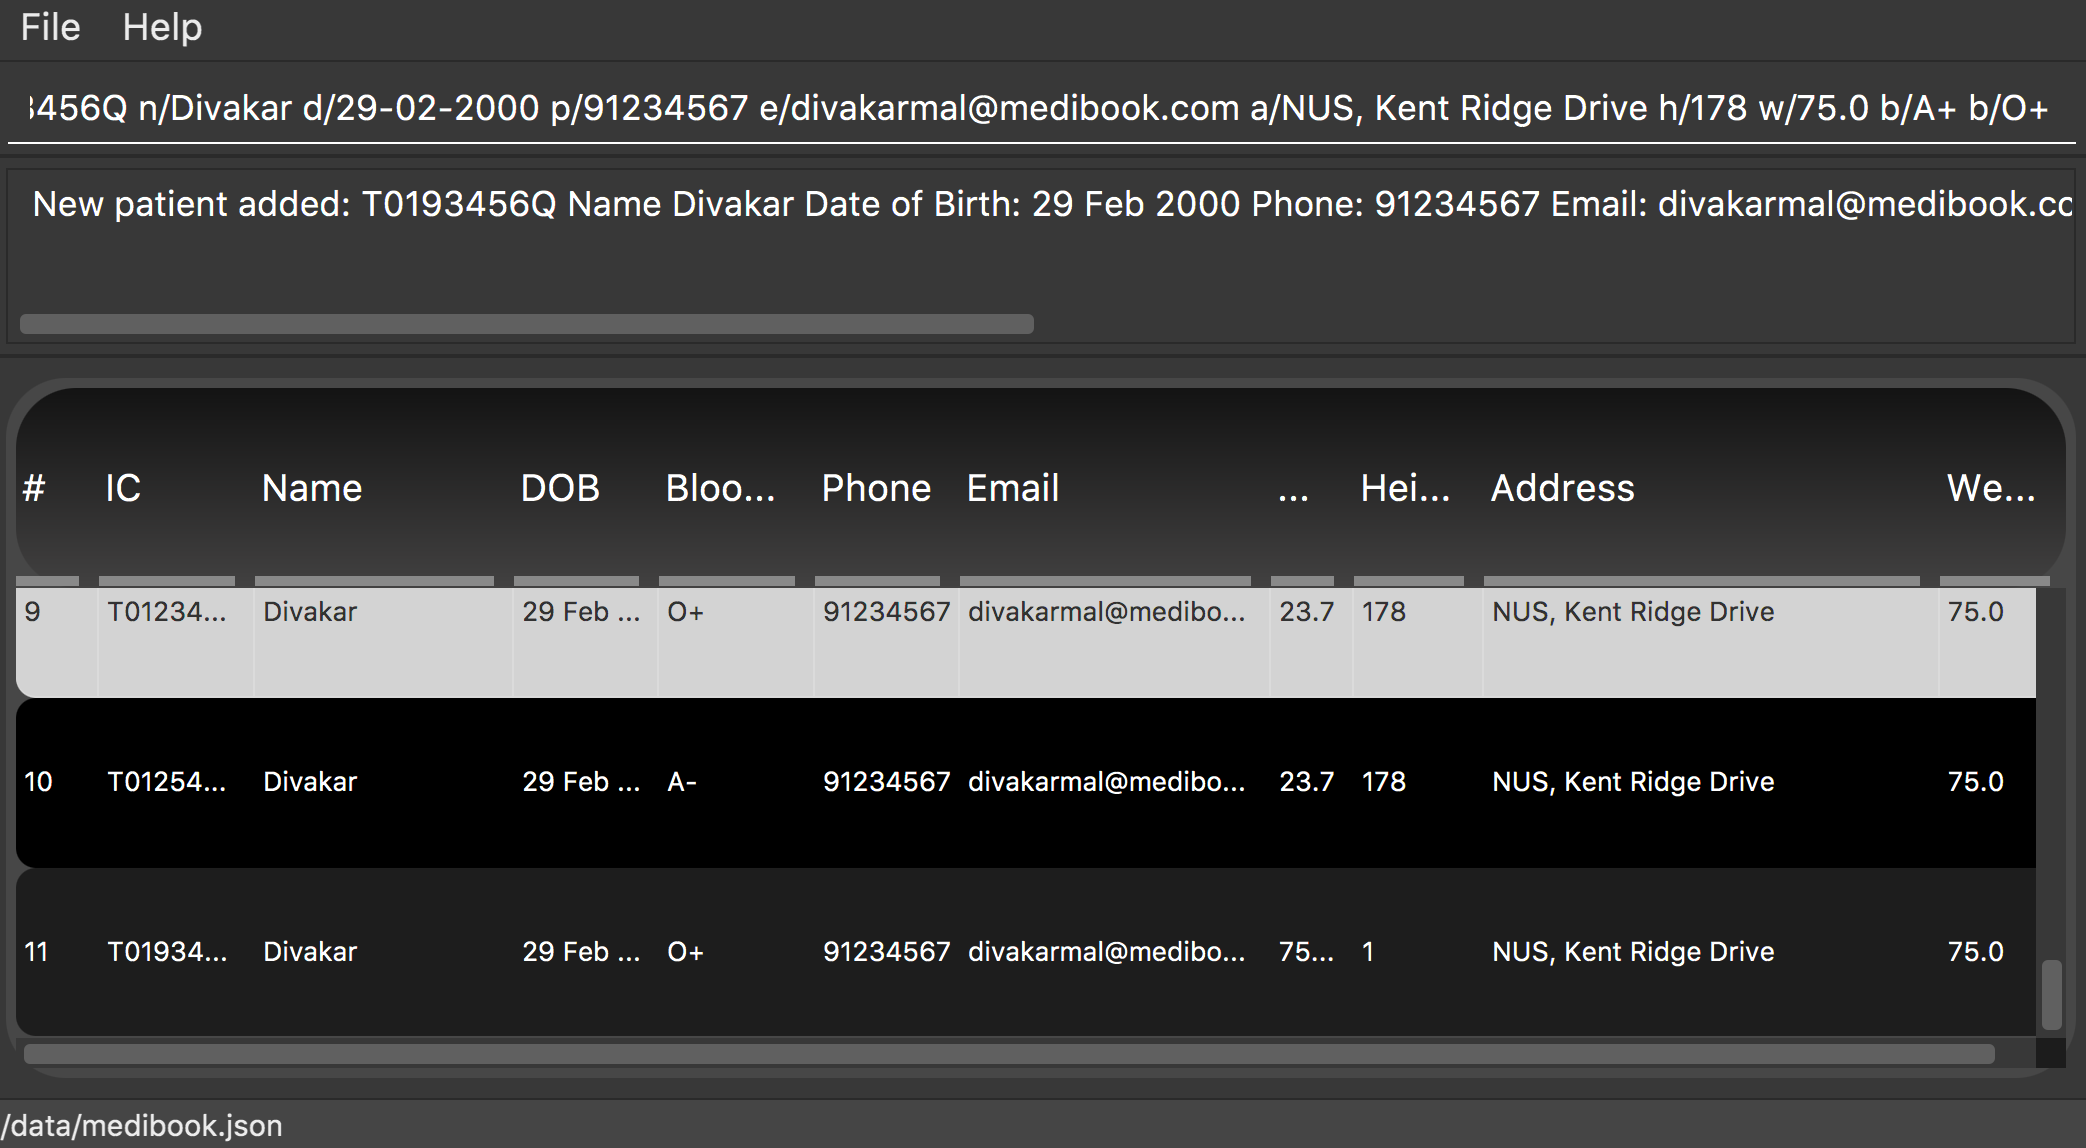 File Help
3456Q n/Divakar d/29-02-2000 p/91234567 e/divakarmal@medibook.com a/NUS, Kent Ridge Drive h/178 w/75.0 b/A+ b/O+
New patient added: T0193456Q Name Divakar Date of Birth: 29 Feb 2000 Phone: 91234567 Email: divakarmal@medibook.co
# IC Name DOB Bloo... Phone Email ... Hei... Address We...
9 T01234... Divakar 29 Feb ... O+ 91234567 divakarmal@medibo... 23.7 178 NUS, Kent Ridge Drive 75.0
10 T01254... Divakar 29 Feb ... A- 91234567 divakarmal@medibo... 23.7 178 NUS, Kent Ridge Drive 75.0
11 T01934... Divakar 29 Feb ... O+ 91234567 divakarmal@medibo... 75... 1 NUS, Kent Ridge Drive 75.0
/data/medibook.json